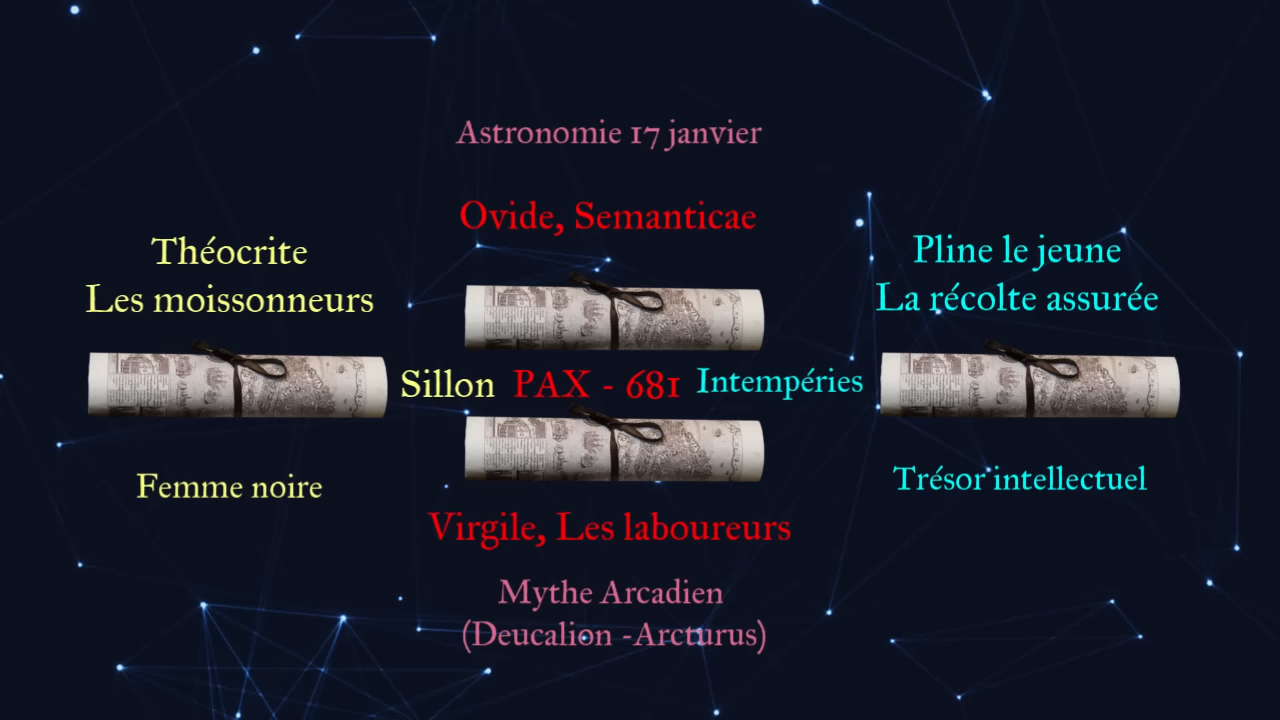 Astronomie 17 janvier
Ovide, Semanticae
Théocrite
Les moissonneurs
Pline le jeune
La récolte assurée
Sillon PAX - 681 Intempéries
Femme noire
Trésor intellectuel
Virgile, Les laboureurs
Mythe Arcadien
(Deucalion -Arcturus)